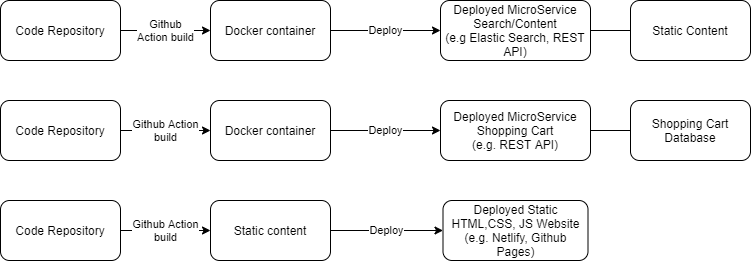 Code Repository
Github
Action build
Docker container
Deploy
Deployed MicroService
Search/Content
(e.g Elastic Search, REST
API)
Static Content
Code Repository
Github Action
build
Docker container
Deploy
Deployed MicroService
Shopping Cart
(e.g. REST API)
Shopping Cart
Database
Code Repository
Github Action
build
Static content
Deploy
Deployed Static
HTML,CSS, JS Website
(e.g. Netlify, Github
Pages)